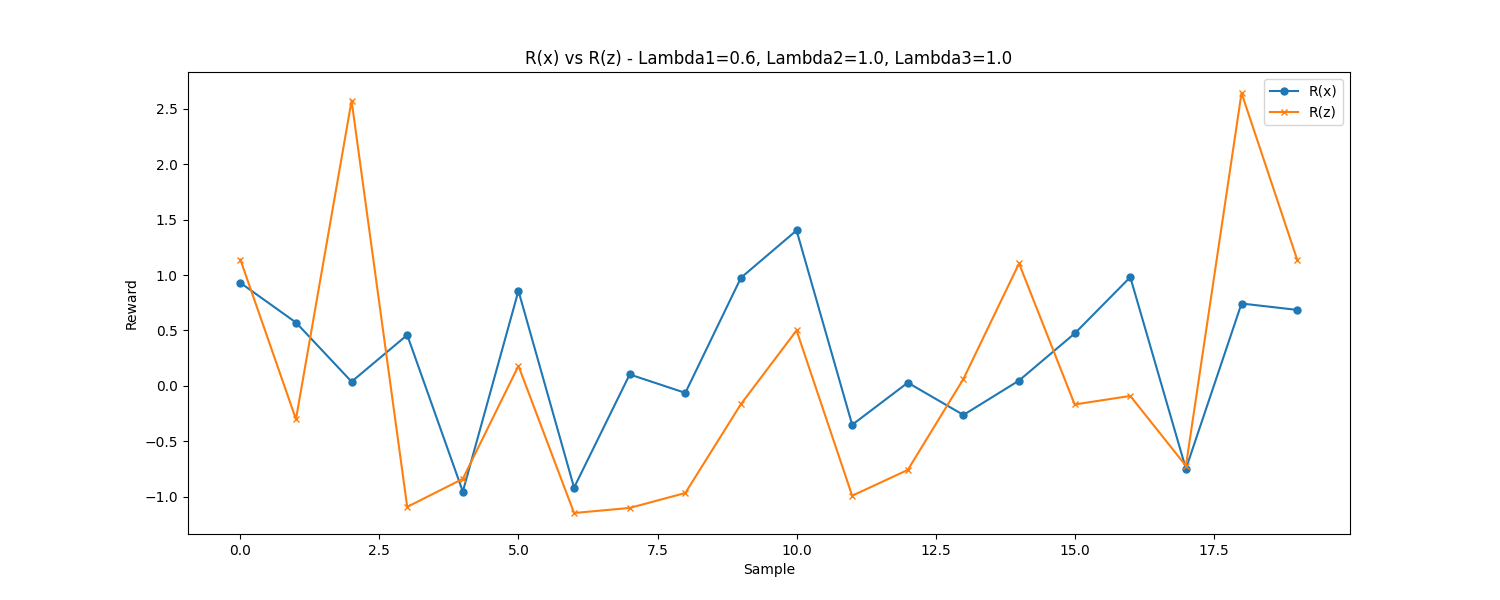 R(x) vs R(z) - Lambda1=0.6, Lambda2=1.0, Lambda3=1.0
R(x)
R(z)
Reward
2.5
2.0
1.5
1.0
0.5
0.0
−0.5
−1.0
0.0 2.5 5.0 7.5 10.0 12.5 15.0 17.5
Sample